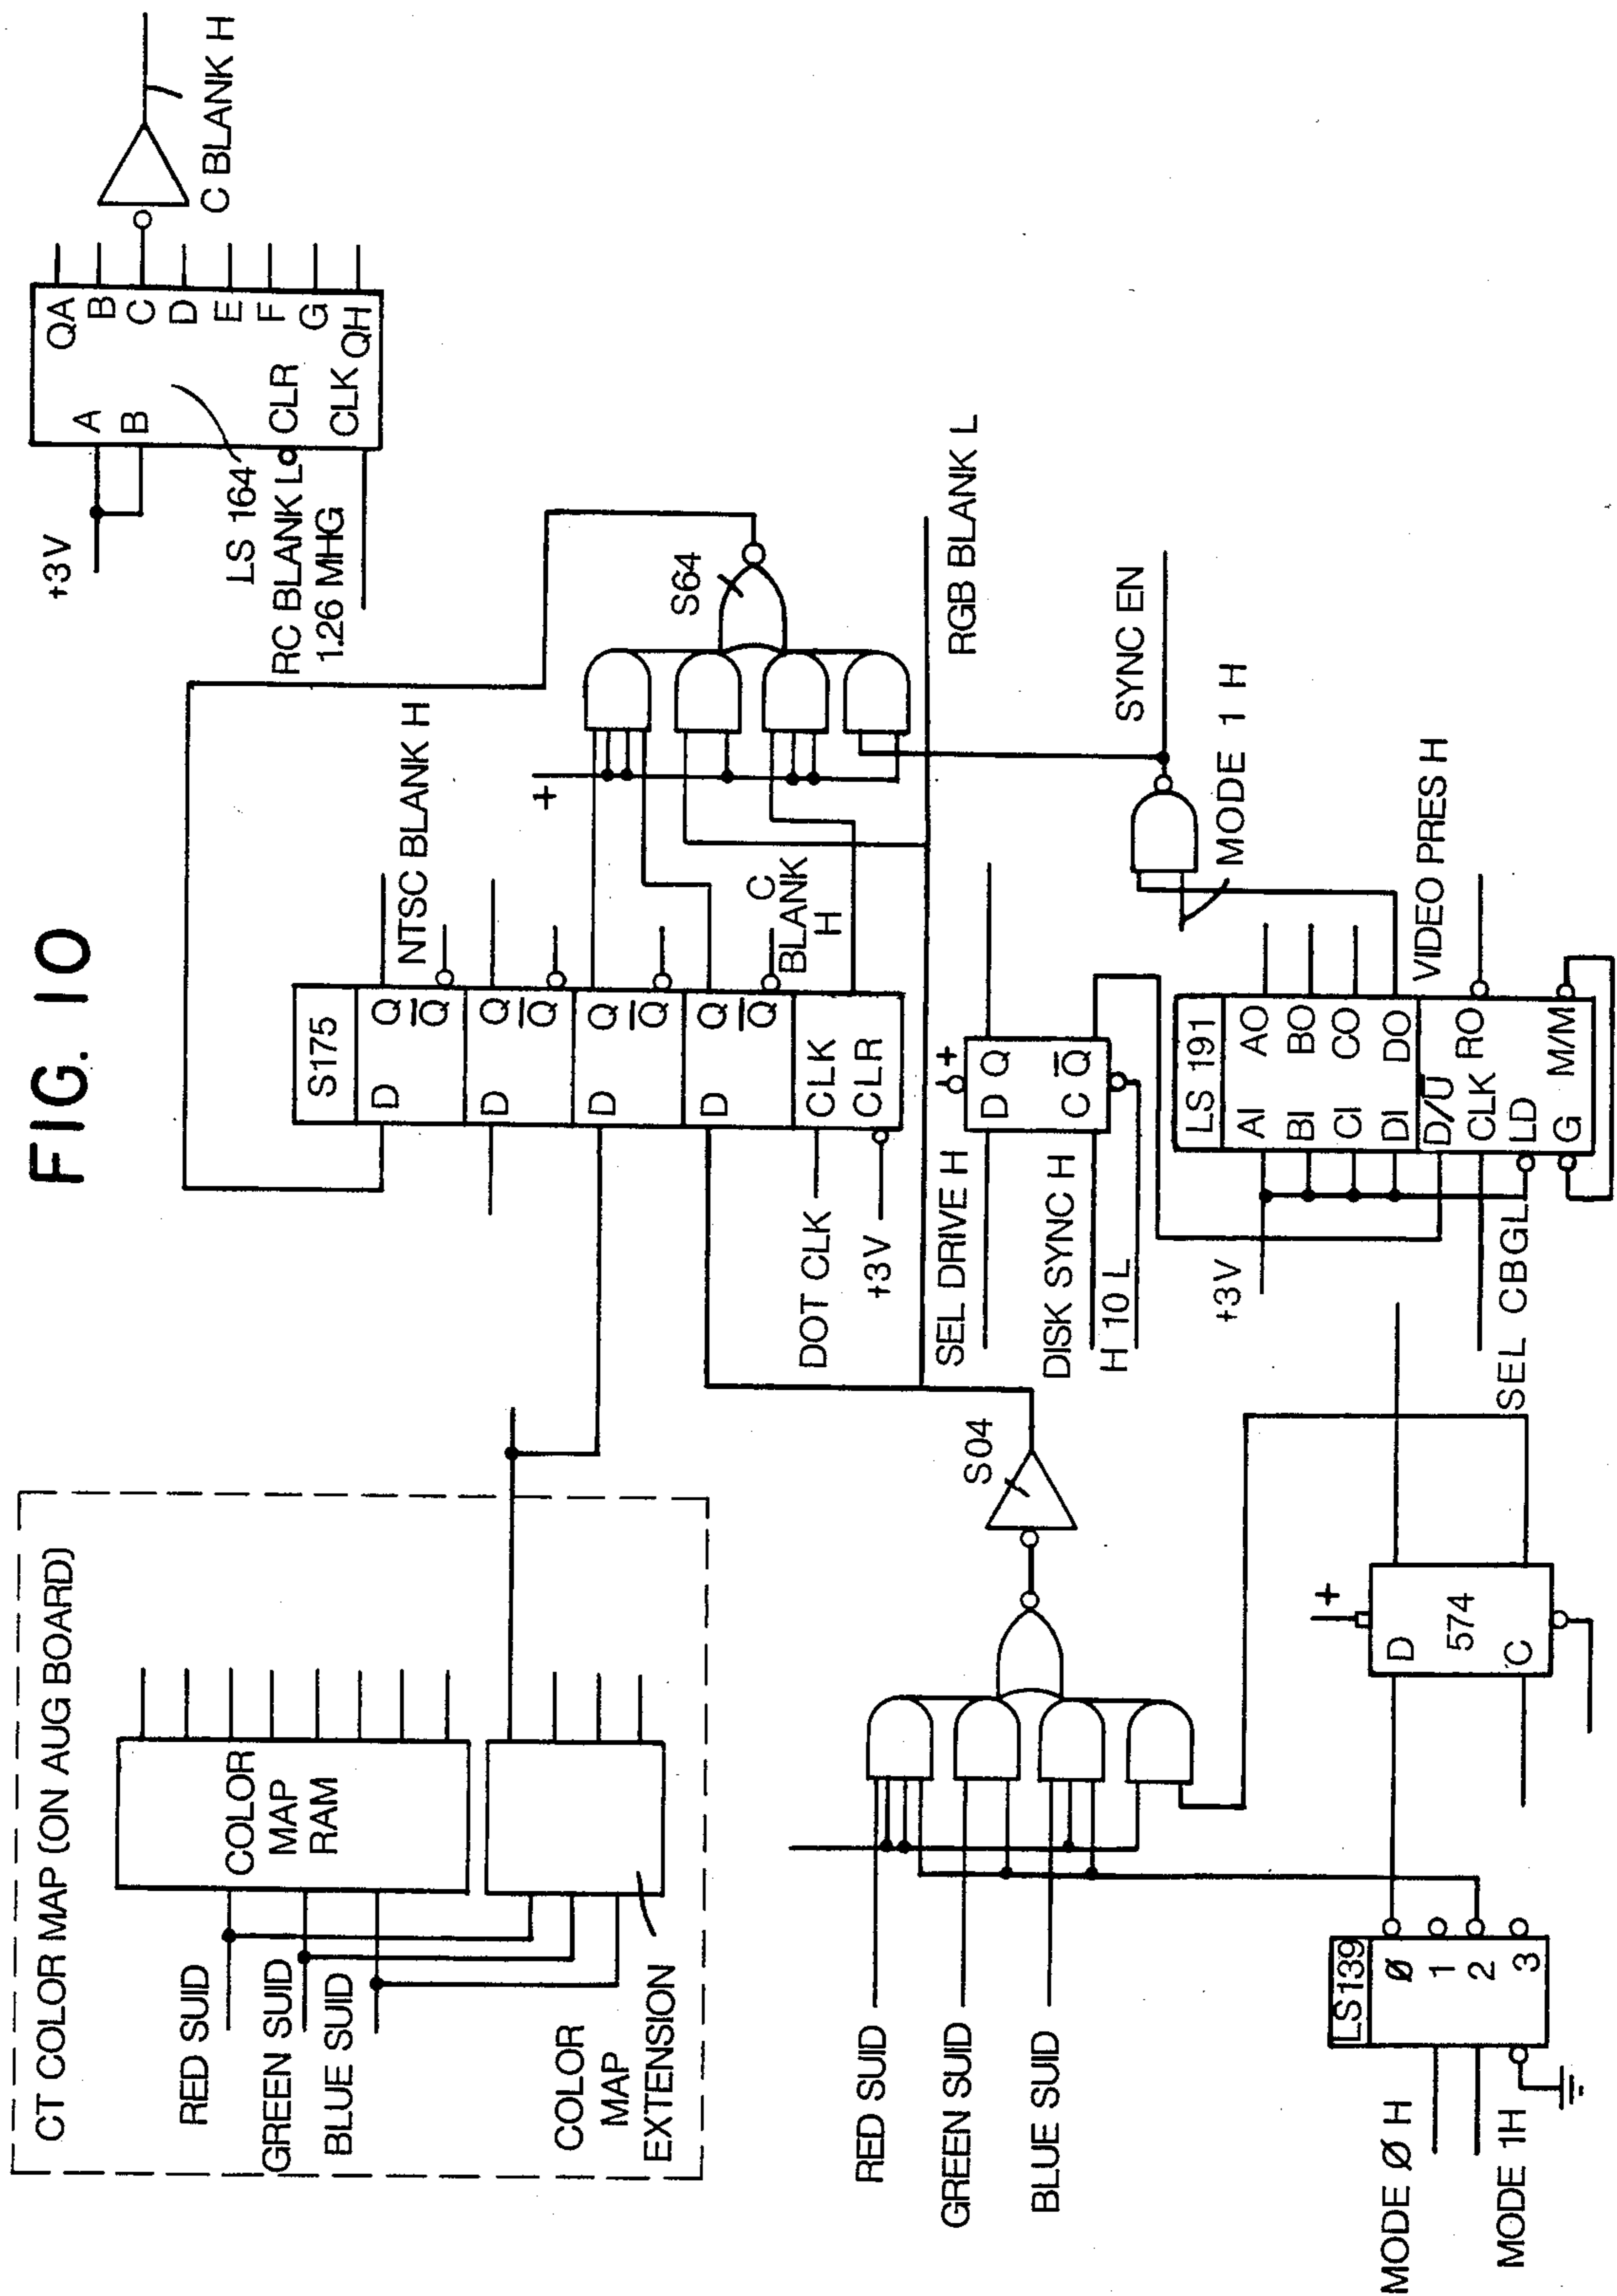 FIG. 10
CT COLOR MAP (ON AUG BOARD)
RED SUID
GREEN SUID
BLUE SUID
COLOR
MAP
RAM
COLOR
MAP
EXTENSION
+3V
A
B
LS 164
RC BLANK L
CLR
1.26 MHG
CLK
QA
B
C
D
E
F
G
QH
C BLANK H
S175
D
Q
Q
D
Q
Q
D
Q
Q
D
Q
Q
CLK
CLR
NTSC BLANK H
C
BLANK
H
DOT CLK
+3V
+
S64
RGB BLANK L
RED SUID
GREEN SUID
BLUE SUID
S04
SEL DRIVE H
DISK SYNC H
H 10 L
+
D
Q
C
Q
SYNC EN
MODE 1 H
MODE Ø H
MODE 1H
LS139
Ø
1
2
3
+
D
574
C
SEL CBGL
+3V
LS 191
AI
AO
BI
BO
CI
CO
DI
DO
D/U
CLK
RO
LD
G
M/M
VIDEO PRES H